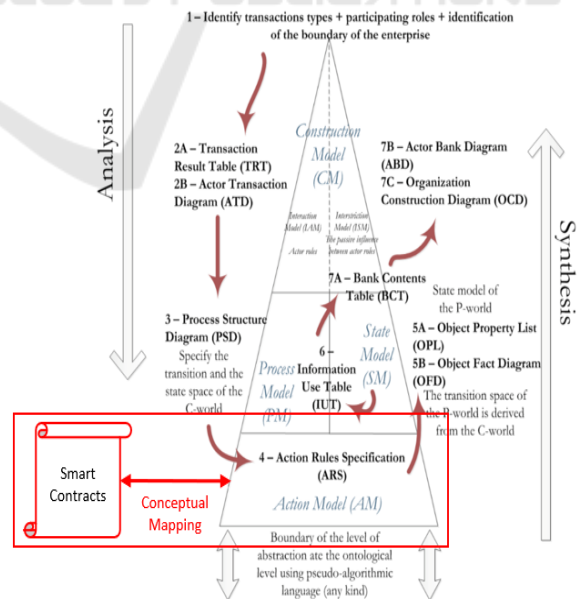 1 – Identify transactions types + participating roles + identification
of the boundary of the enterprise
Analysis
2A – Transaction
Result Table (TRT)
2B – Actor Transaction
Diagram (ATD)
Construction
Model
(CM)
7B – Actor Bank Diagram
(ABD)
7C – Organization
Construction Diagram (OCD)
Interaction
Model (IAM)
Actor roles
Interstriction
Model (ISM)
The passive influence
between actor roles
7A – Bank Contents
Table (BCT)
State model of
the P-world
Synthesis
3 – Process Structure
Diagram (PSD)
Specify the
transition and the
state space of the
C-world
Process
Model
(PM)
6 –
Information
Use Table
(IUT)
State
Model
(SM)
5A – Object Property List
(OPL)
5B – Object Fact Diagram
(OFD)
The transition space of
the P-world is derived
from the C-world
Smart
Contracts
Conceptual
Mapping
4 – Action Rules Specification
(ARS)
Action Model (AM)
Boundary of the level of
abstraction ate the ontological
level using pseudo-algorithmic
language (any kind)